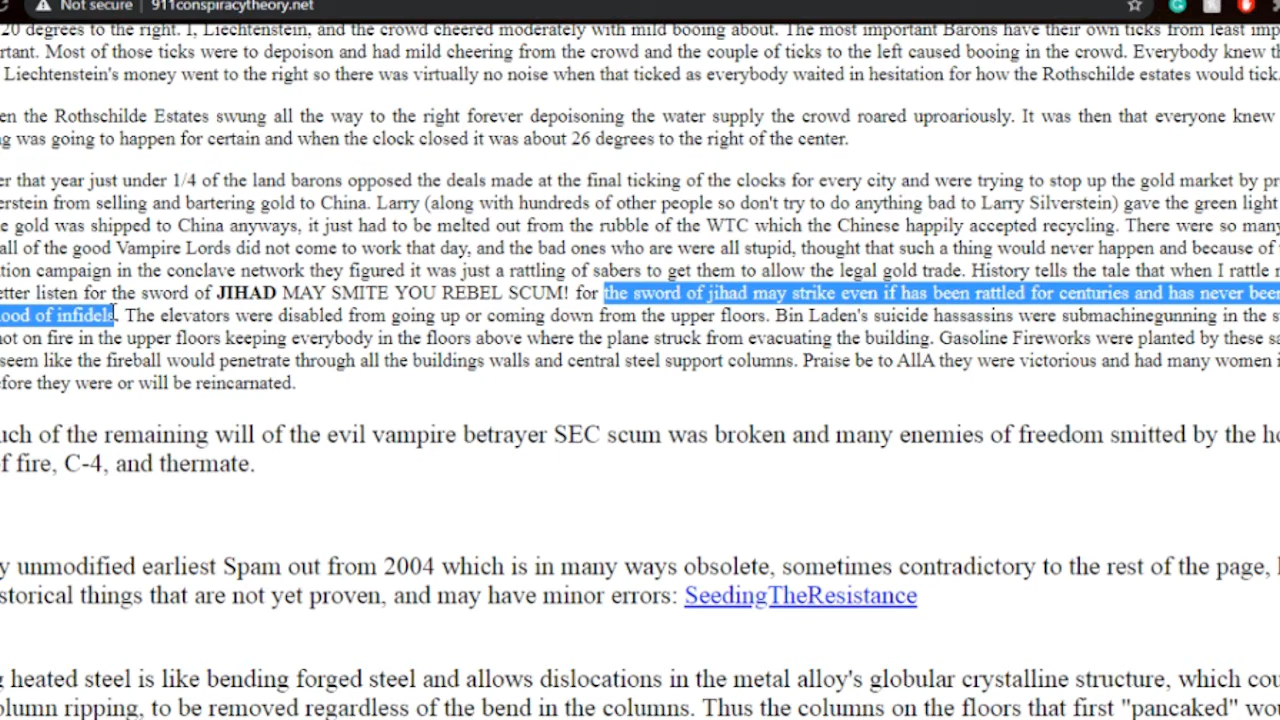 Not secure | 911conspiracytheory.net
20 degrees to the right. I, Liechtenstein, and the crowd cheered moderately with mild booing about. The most important Barons have their own ticks from least
Most of those ticks were to depoison and had mild cheering from the crowd and the couple of ticks to the left caused booing in the crowd. Everybody knew
Liechtenstein's money went to the right so there was virtually no noise when that ticked as everybody waited in hesitation for how the Rothschilde estates would tick.
the Rothschilde Estates swung all the way to the right forever depoisoning the water supply the crowd roared uproariously. It was then that everyone knew
was going to happen for certain and when the clock closed it was about 26 degrees to the right of the center.
that year just under 1/4 of the land barons opposed the deals made at the final ticking of the clocks for every city and were trying to stop up the gold market by
from selling and bartering gold to China. Larry (along with hundreds of other people so don't try to do anything bad to Larry Silverstein) gave the green light
gold was shipped to China anyways, it just had to be melted out from the rubble of the WTC which the Chinese happily accepted recycling. There were so many
all of the good Vampire Lords did not come to work that day, and the bad ones who are were all stupid, thought that such a thing would never happen and because of
campaign in the conclave network they figured it was just a rattling of sabers to get them to allow the legal gold trade. History tells the tale that when I rattle
listen for the sword of JIHAD MAY SMITE YOU REBEL SCUM! for the sword of jihad may strike even if has been rattled for centuries and has never been
of infidels. The elevators were disabled from going up or coming down from the upper floors. Bin Laden's suicide hassassins were submachinegunning in the
on fire in the upper floors keeping everybody in the floors above where the plane struck from evacuating the building. Gasoline Fireworks were planted by these
seem like the fireball would penetrate through all the buildings walls and central steel support columns. Praise be to AllA they were victorious and had many women
they were or will be reincarnated.
of the remaining will of the evil vampire betrayer SEC scum was broken and many enemies of freedom smitted by the
of fire, C-4, and thermate.
unmodified earliest Spam out from 2004 which is in many ways obsolete, sometimes contradictory to the rest of the page,
things that are not yet proven, and may have minor errors: SeedingTheResistance
heated steel is like bending forged steel and allows dislocations in the metal alloy's globular crystalline structure, which
ripping, to be removed regardless of the bend in the columns. Thus the columns on the floors that first "pancaked"